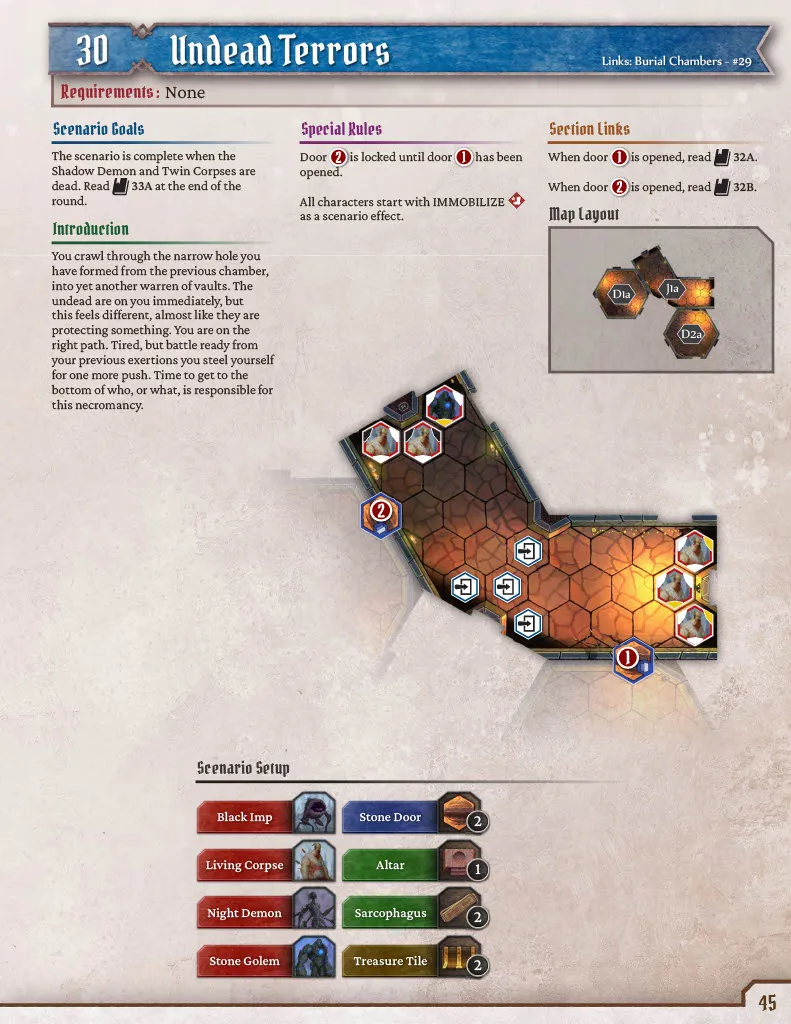 30 Undead Terrors
Links: Burial Chambers - #29
Requirements: None
Scenario Goals
The scenario is complete when the
Shadow Demon and Twin Corpses are
dead. Read 33A at the end of the
round.
Introduction
You crawl through the narrow hole you
have formed from the previous chamber,
into yet another warren of vaults. The
undead are on you immediately, but
this feels different, almost like they are
protecting something. You are on the
right path. Tired, but battle ready from
your previous exertions you steel yourself
for one more push. Time to get to the
bottom of who, or what, is responsible for
this necromancy.
Special Rules
Door 2 is locked until door 1 has been
opened.
All characters start with IMMOBILIZE
as a scenario effect.
Section Links
When door 1 is opened, read 32A.
When door 2 is opened, read 32B.
Map Layout
D1a
J1a
D2a
2
1
Scenario Setup
Black Imp
Stone Door 2
Living Corpse
Altar 1
Night Demon
Sarcophagus 2
Stone Golem
Treasure Tile 2
45